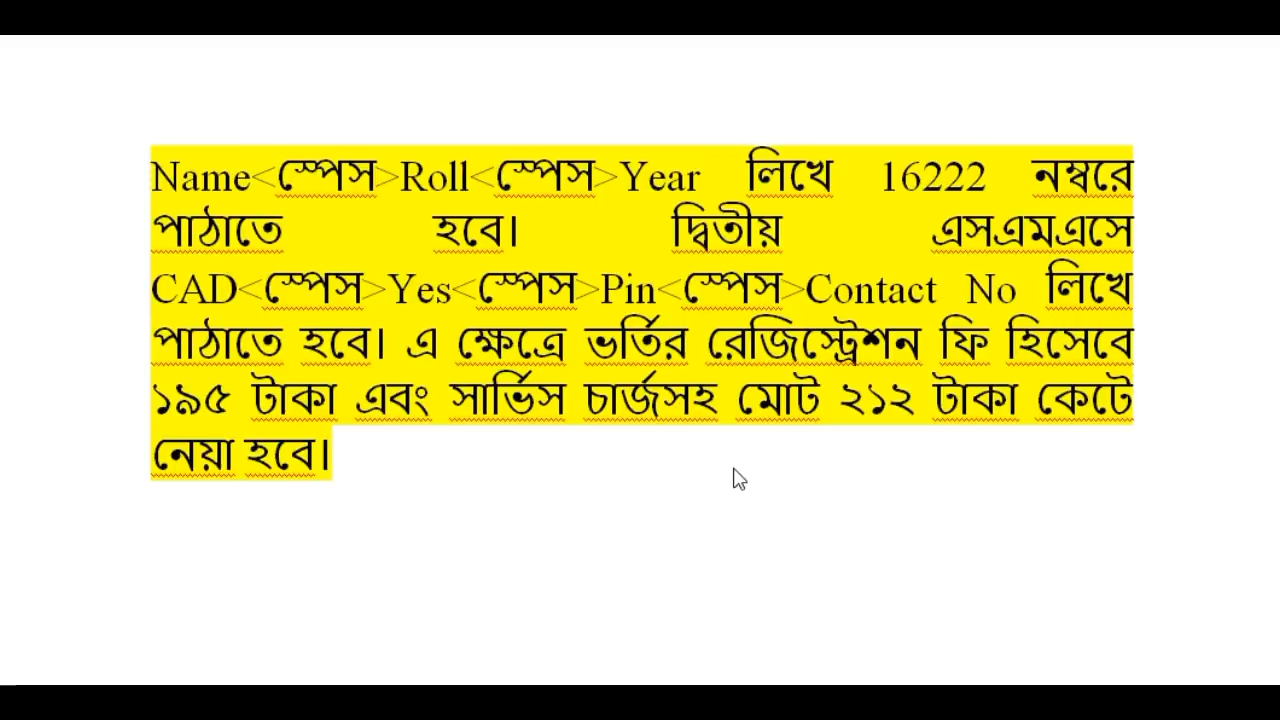 Name<স্পেস>Roll<স্পেস>Year লিখে 16222 নম্বরে
পাঠাতে হবে। দ্বিতীয় এসএমএসে
CAD<স্পেস>Yes<স্পেস>Pin<স্পেস>Contact No লিখে
পাঠাতে হবে। এ ক্ষেত্রে ভর্তির রেজিস্ট্রেশন ফি হিসেবে
১৯৫ টাকা এবং সার্ভিস চার্জসহ মোট ২১২ টাকা কেটে
নেয়া হবে।